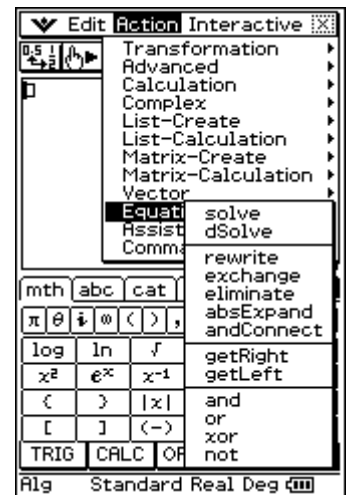 Edit Action Interactive
Transformation
Advanced
Calculation
Complex
List-Create
List-Calculation
Matrix-Create
Matrix-Calculation
Vector
Equati
Assist
Comma
solve
dSolve
rewrite
exchange
eliminate
absExpand
andConnect
getRight
getLeft
and
or
xor
not
mth abc cat
π θ i ∞ ( ) ,
log ln √
x² eˣ x⁻¹
( ) |x|
[ ] (-)
TRIG CALC OP
Alg Standard Real Deg